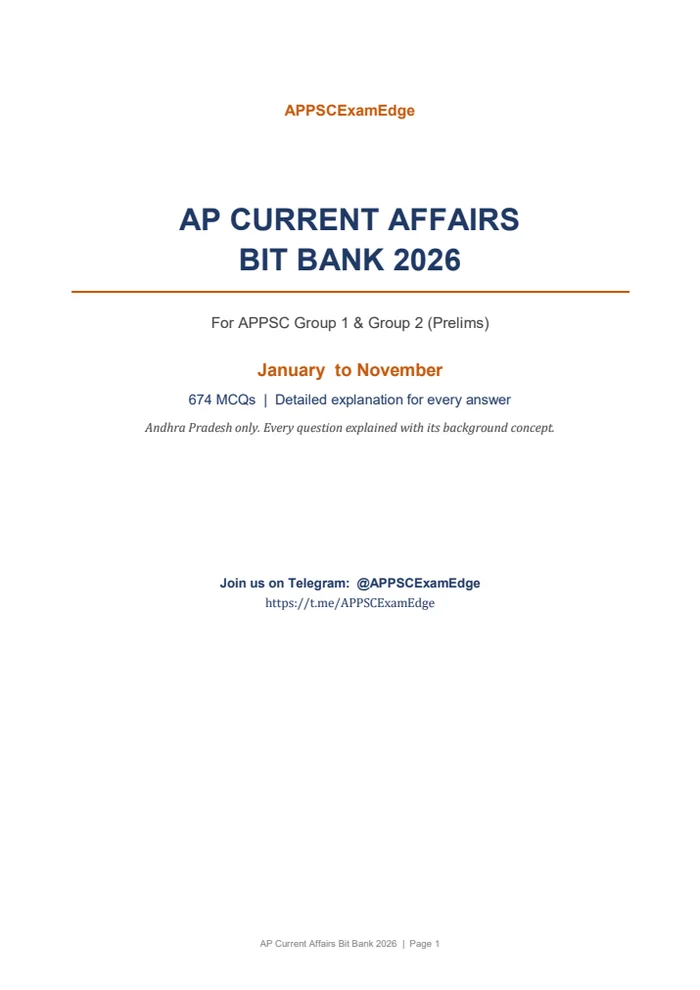 APPSCExamEdge
AP CURRENT AFFAIRS
BIT BANK 2026
For APPSC Group 1 & Group 2 (Prelims)
January  to November
674 MCQs | Detailed explanation for every answer
Andhra Pradesh only. Every question explained with its background concept.
Join us on Telegram:  @APPSCExamEdge
https://t.me/APPSCExamEdge
AP Current Affairs Bit Bank 2026 | Page 1